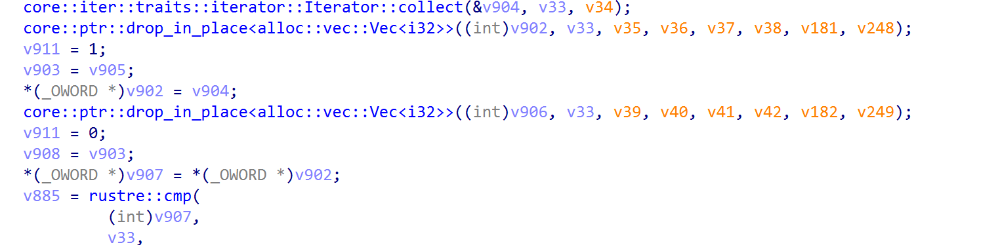 core::iter::traits::iterator::Iterator::collect(&v904, v33, v34);
core::ptr::drop_in_place<alloc::vec::Vec<i32>>((int)v902, v33, v35, v36, v37, v38, v181, v248);
v911 = 1;
v903 = v905;
*(_OWORD *)v902 = v904;
core::ptr::drop_in_place<alloc::vec::Vec<i32>>((int)v906, v33, v39, v40, v41, v42, v182, v249);
v911 = 0;
v908 = v903;
*(_OWORD *)v907 = *(_OWORD *)v902;
v885 = rustre::cmp(
(int)v907,
v33,